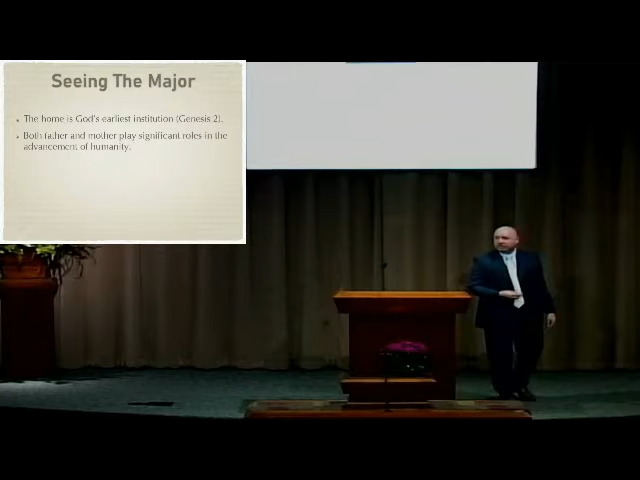 Seeing The Major
• The home is God's earliest institution (Genesis 2).
• Both father and mother play significant roles in the
advancement of humanity.